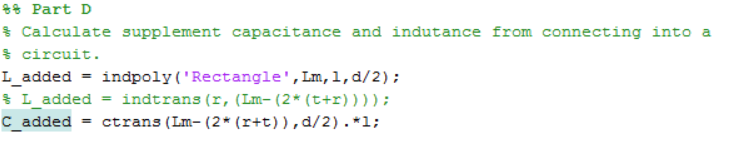 %% Part D
% Calculate supplement capacitance and indutance from connecting into a
% circuit.
L_added = indpoly('Rectangle',Lm,l,d/2);
% L_added = indtrans(r,(Lm-(2*(t+r))));
C_added = ctrans(Lm-(2*(r+t)),d/2).*l;